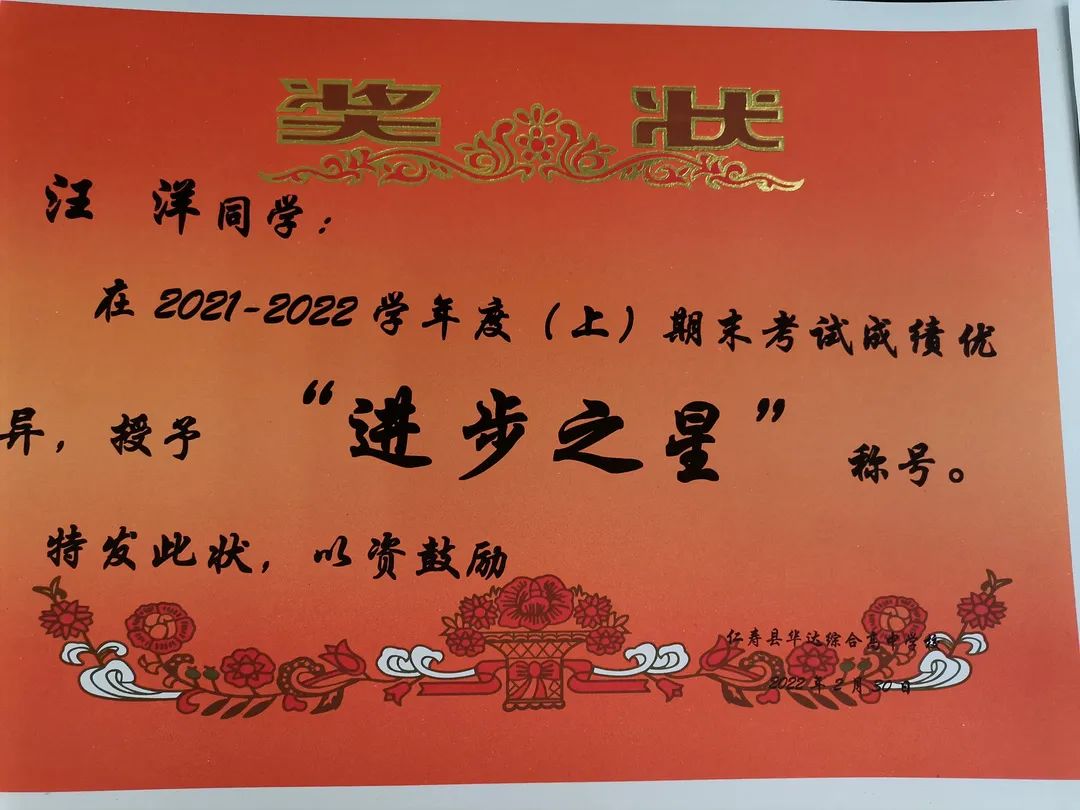 奖状
汪 洋同学：
在2021-2022学年度（上）期末考试成绩优
异，授予 “进步之星” 称号。
特发此状，以资鼓励
仁寿县华达综合高中学校
2022年2月30日